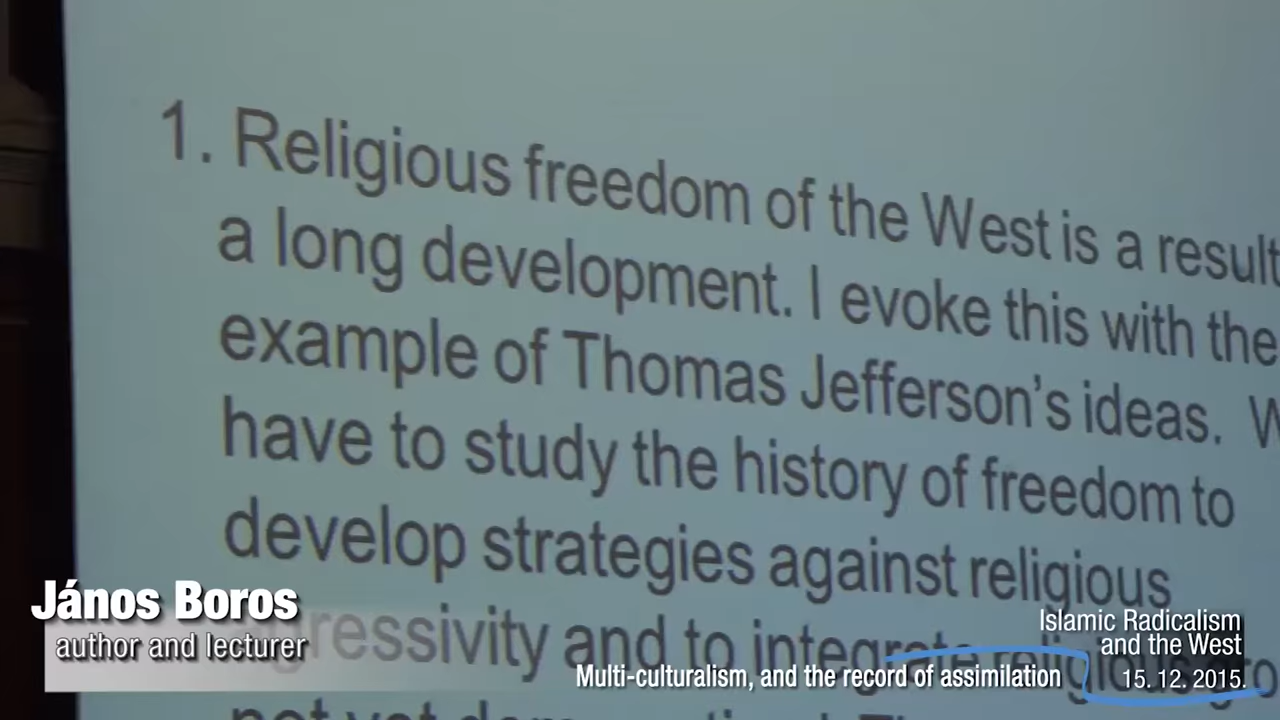 1. Religious freedom of the West is a result
a long development. I evoke this with the
example of Thomas Jefferson's ideas.
have to study the history of freedom to
develop strategies against religious
and to integrate religious
János Boros
author and lecturer
Islamic Radicalism
and the West
Multi-culturalism, and the record of assimilation
15. 12. 2015.